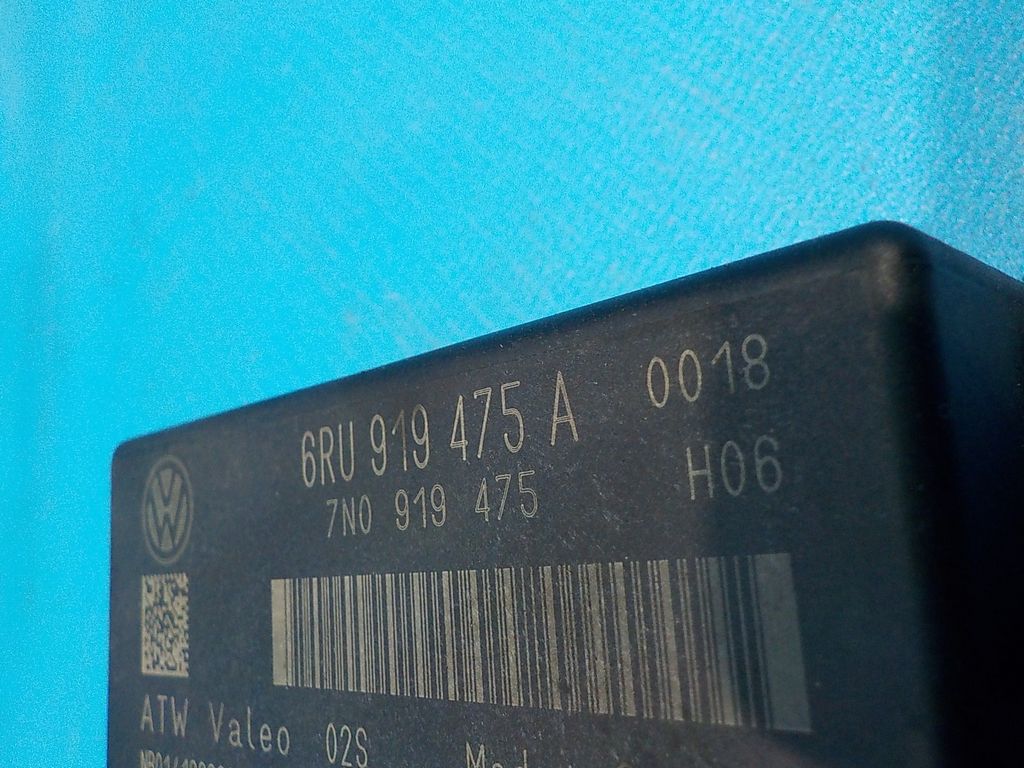 6RU 919 475 A 0018
7N0 919 475 H06
ATW Valeo 02S